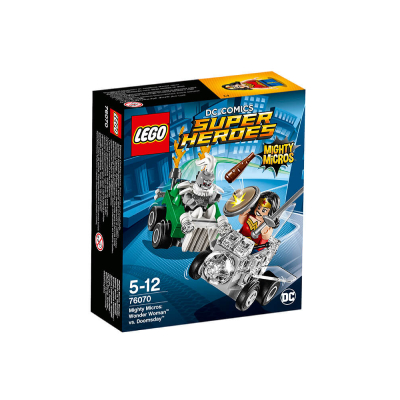 LEGO
DC COMICS
SUPER
HEROES
MIGHTY
MICROS
5-12
76070
Mighty Micros:
Wonder Woman™
vs. Doomsday™
DC
76070
LEGO